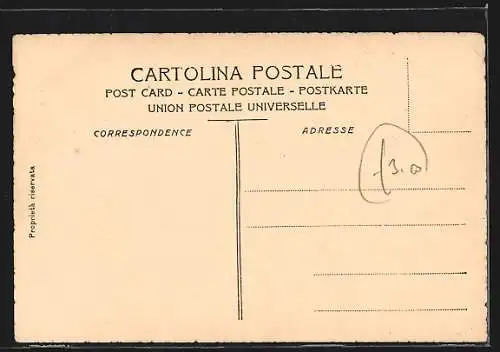 CARTOLINA POSTALE
POST CARD - CARTE POSTALE - POSTKARTE
UNION POSTALE UNIVERSELLE
CORRESPONDENCE
ADRESSE
Proprietà riservata